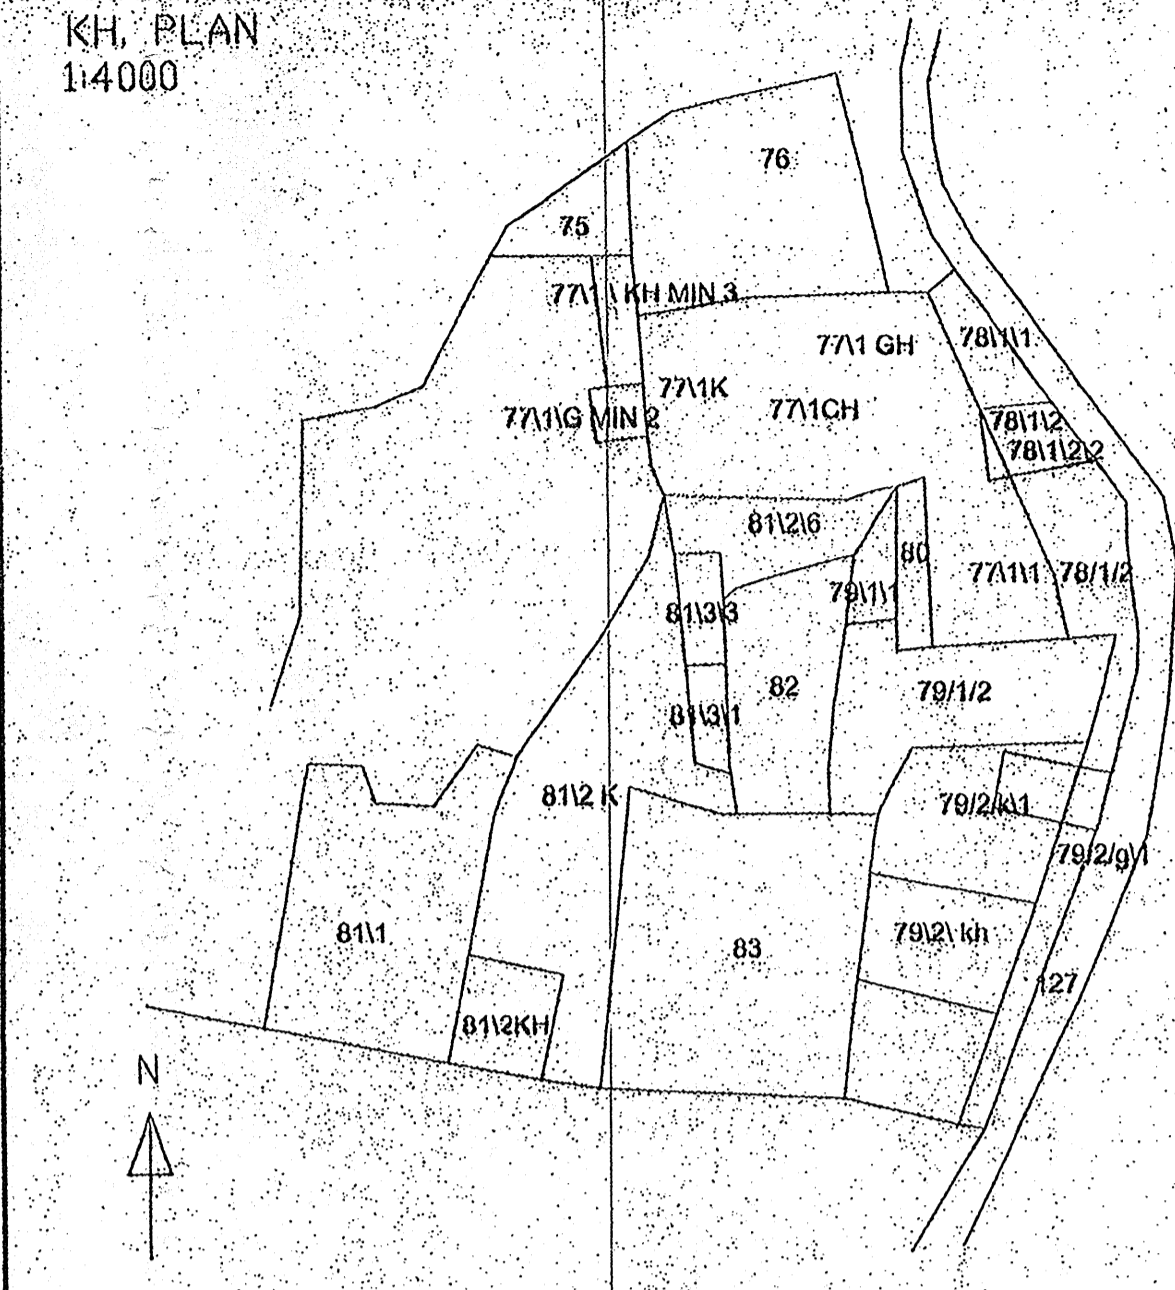 KH. PLAN
1:4000
76
75
77\1 \ KH MIN 3
77\1 GH
78\1\1
77\1K
77\1CH
77\1\G MIN 2
78\1\2
78\1\2\2
81\2\6
80
77\1\1
78/1/2
79\1\1
81\3\3
82
79/1/2
81\3\1
81\2 K
79/2/k\1
79/2/g\1
81\1
79\2\ kh
83
127
81\2KH
N